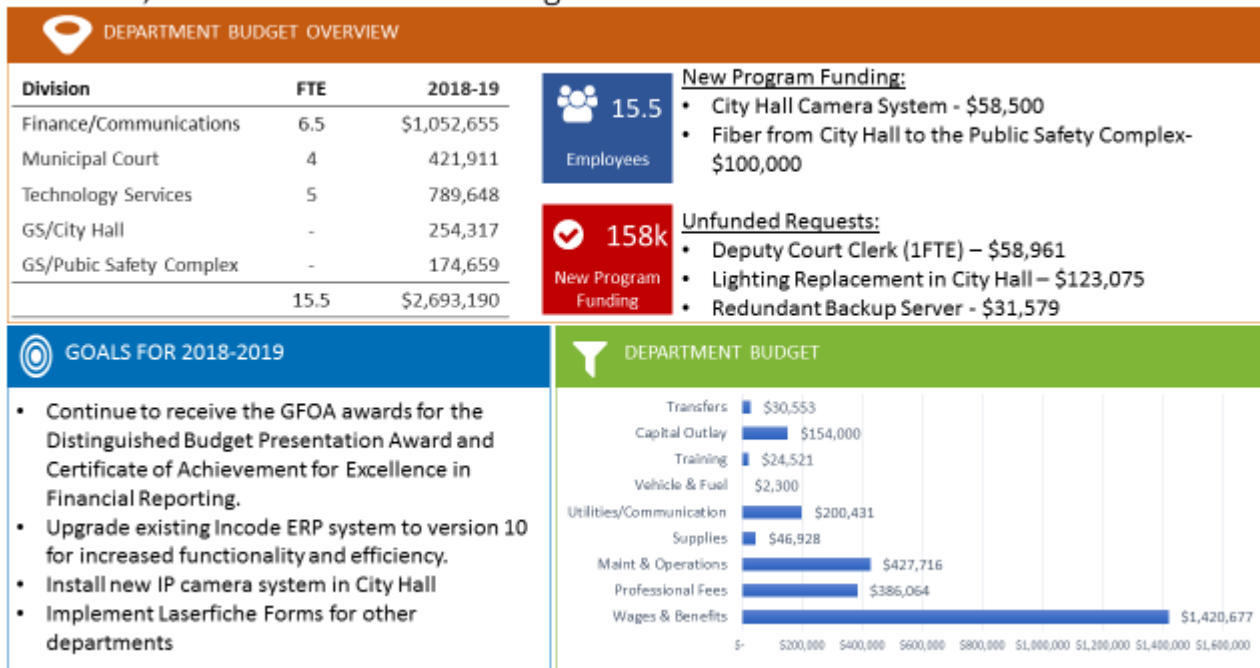 DEPARTMENT BUDGET OVERVIEW
Division FTE 2018-19
Finance/Communications 6.5 $1,052,655
Municipal Court 4 421,911
Technology Services 5 789,648
GS/City Hall - 254,317
GS/Pubic Safety Complex - 174,659
15.5 $2,693,190
15.5
Employees
158k
New Program
Funding
New Program Funding:
• City Hall Camera System - $58,500
• Fiber from City Hall to the Public Safety Complex-
$100,000
Unfunded Requests:
• Deputy Court Clerk (1FTE) – $58,961
• Lighting Replacement in City Hall – $123,075
• Redundant Backup Server - $31,579
GOALS FOR 2018-2019
• Continue to receive the GFOA awards for the
Distinguished Budget Presentation Award and
Certificate of Achievement for Excellence in
Financial Reporting.
• Upgrade existing Incode ERP system to version 10
for increased functionality and efficiency.
• Install new IP camera system in City Hall
• Implement Laserfiche Forms for other
departments
DEPARTMENT BUDGET
Transfers $30,553
Capital Outlay $154,000
Training $24,521
Vehicle & Fuel $2,300
Utilities/Communication $200,431
Supplies $46,928
Maint & Operations $427,716
Professional Fees $386,064
Wages & Benefits $1,420,677
$- $200,000 $400,000 $600,000 $800,000 $1,000,000 $1,200,000 $1,400,000 $1,600,000